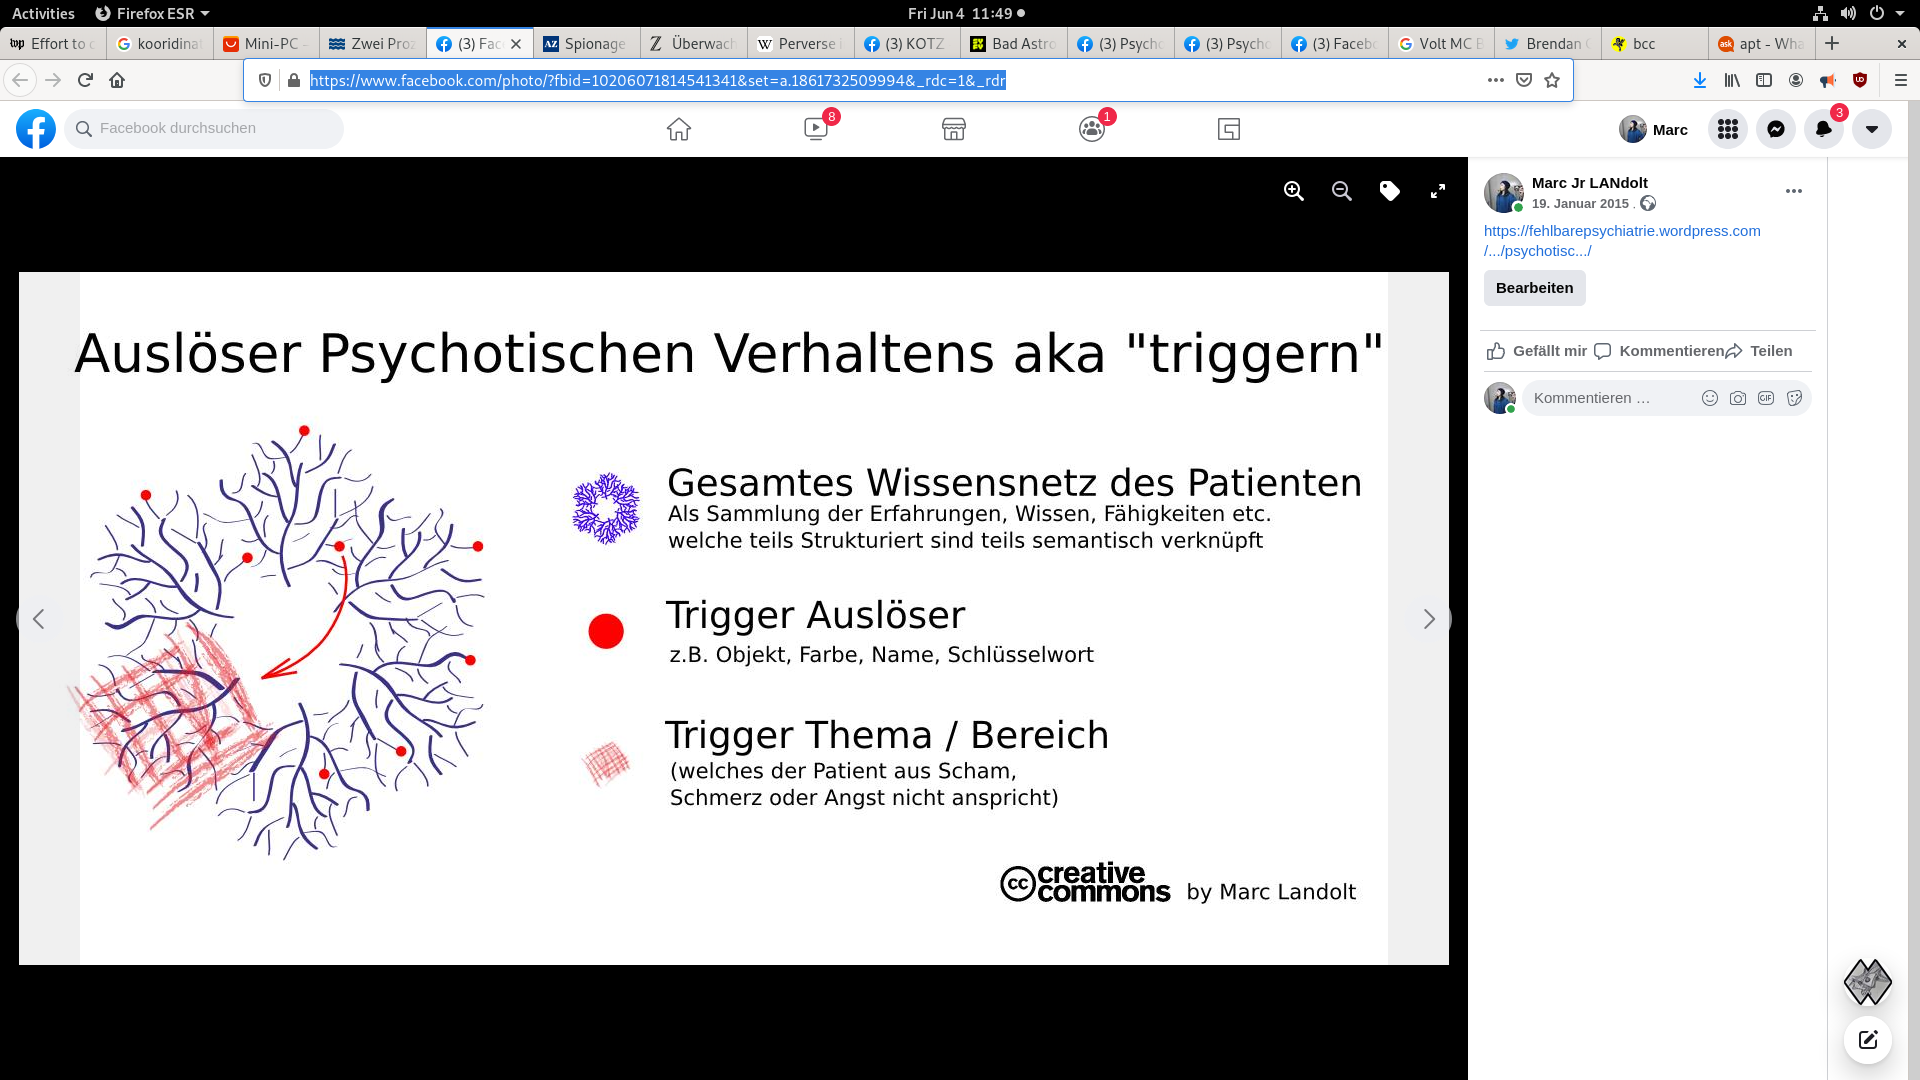 Activities
Firefox ESR
Fri Jun 4 11:49
Effort to c
kooridina
Mini-PC -
Zwei Proz
(3) Fac
Spionage
Überwach
Perverse i
(3) KOTZ
Bad Astro
(3) Psycho
(3) Psycho
(3) Facebo
Volt MC B
Brendan
bcc
apt - Wha
https://www.facebook.com/photo/?fbid=10206071814541341&set=a.1861732509994&_rdc=1&_rdr
Facebook durchsuchen
8
1
Marc
3
Marc Jr LANdolt
19. Januar 2015 .
https://fehlbarepsychiatrie.wordpress.com
/.../psychotisc.../
Bearbeiten
Gefällt mir
Kommentieren
Teilen
Kommentieren ...
GIF
Auslöser Psychotischen Verhaltens aka "triggern"
Gesamtes Wissensnetz des Patienten
Als Sammlung der Erfahrungen, Wissen, Fähigkeiten etc.
welche teils Strukturiert sind teils semantisch verknüpft
Trigger Auslöser
z.B. Objekt, Farbe, Name, Schlüsselwort
Trigger Thema / Bereich
(welches der Patient aus Scham,
Schmerz oder Angst nicht anspricht)
cc creative
commons
by Marc Landolt